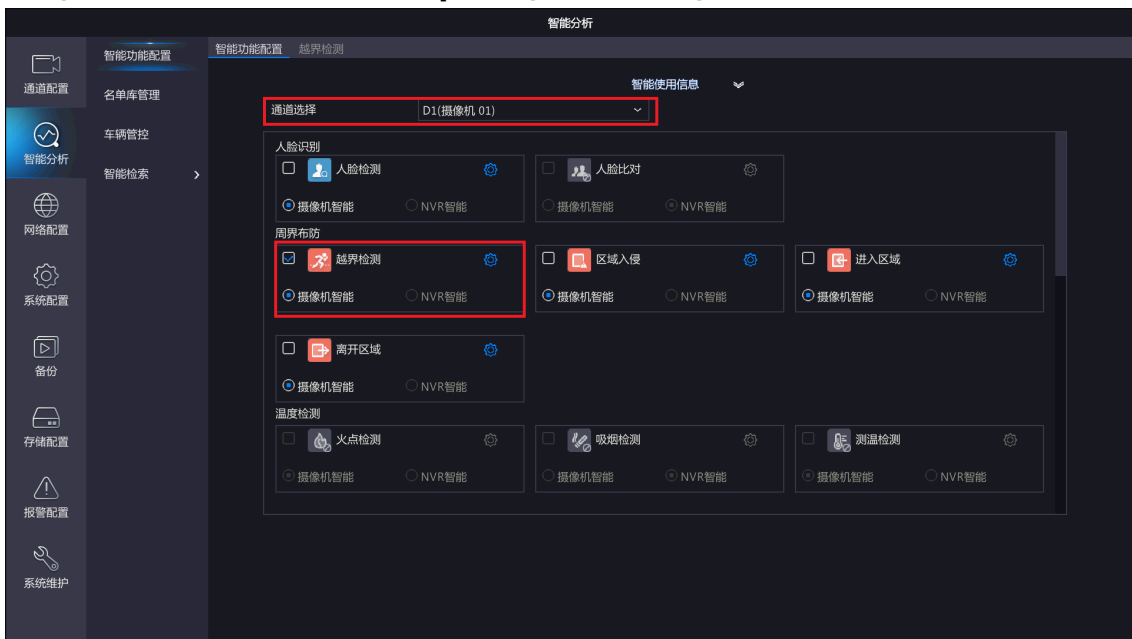 智能分析
通道配置
智能分析
网络配置
系统配置
备份
存储配置
报警配置
系统维护
智能功能配置
名单库管理
车辆管控
智能检索
智能功能配置 越界检测
智能使用信息
通道选择 D1(摄像机 01)
人脸识别
人脸检测 人脸比对
摄像机智能 NVR智能 摄像机智能 NVR智能
周界布防
越界检测 区域入侵 进入区域
摄像机智能 NVR智能 摄像机智能 NVR智能 摄像机智能 NVR智能
离开区域
摄像机智能 NVR智能
温度检测
火点检测 吸烟检测 测温检测
摄像机智能 NVR智能 摄像机智能 NVR智能 摄像机智能 NVR智能